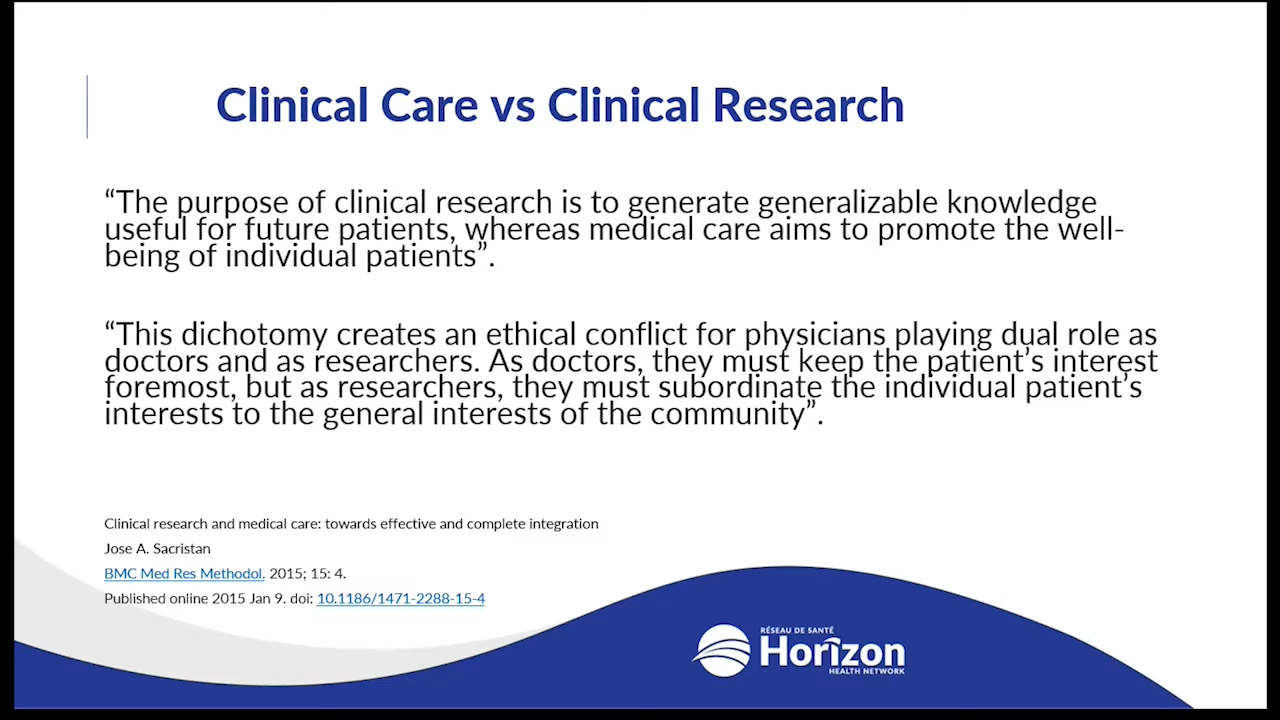 Clinical Care vs Clinical Research
“The purpose of clinical research is to generate generalizable knowledge
useful for future patients, whereas medical care aims to promote the well-
being of individual patients”.
“This dichotomy creates an ethical conflict for physicians playing dual role as
doctors and as researchers. As doctors, they must keep the patient’s interest
foremost, but as researchers, they must subordinate the individual patient’s
interests to the general interests of the community”.
Clinical research and medical care: towards effective and complete integration
Jose A. Sacristan
BMC Med Res Methodol. 2015; 15: 4.
Published online 2015 Jan 9. doi: 10.1186/1471-2288-15-4
RÉSEAU DE SANTÉ
Horizon
HEALTH NETWORK